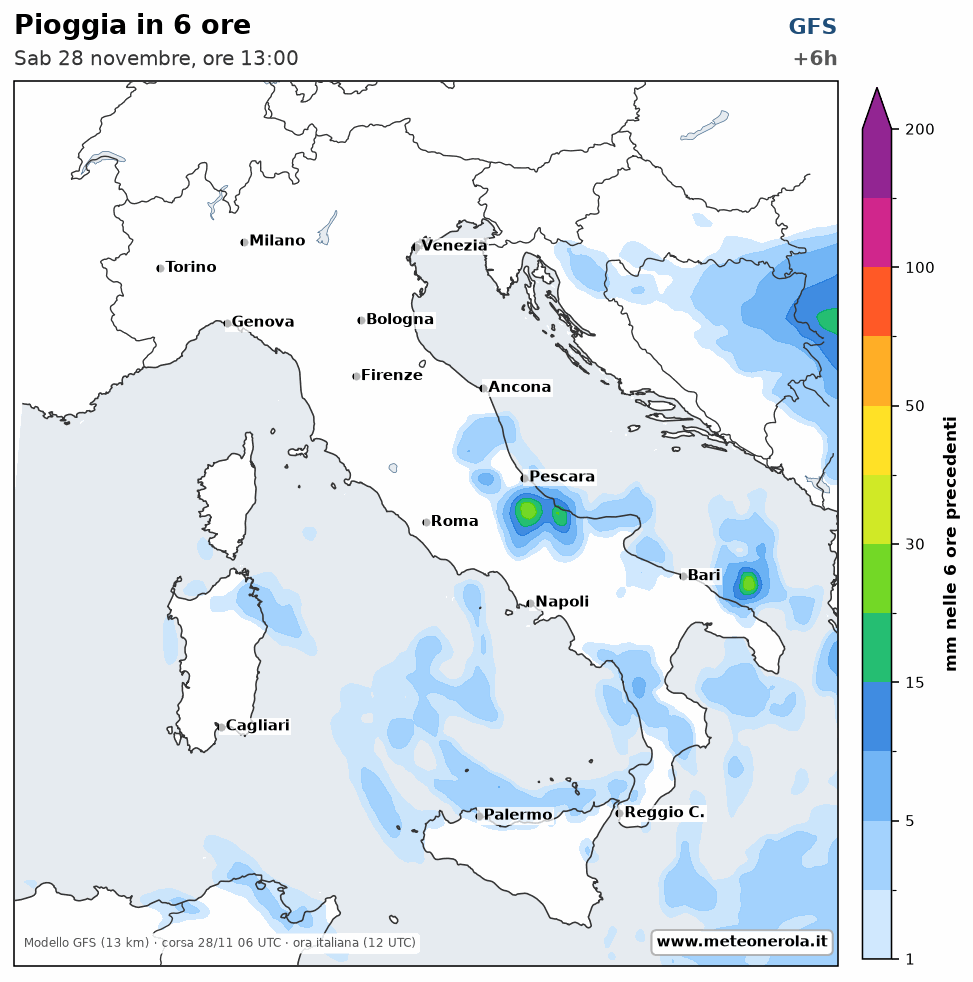 Pioggia in 6 ore
GFS
Sab 28 novembre, ore 13:00
+6h
200
100
50
30
15
5
1
mm nelle 6 ore precedenti
Milano
Venezia
Torino
Genova
Bologna
Firenze
Ancona
Pescara
Roma
Bari
Napoli
Cagliari
Palermo
Reggio C.
Modello GFS (13 km) · corsa 28/11 06 UTC · ora italiana (12 UTC)
www.meteonerola.it